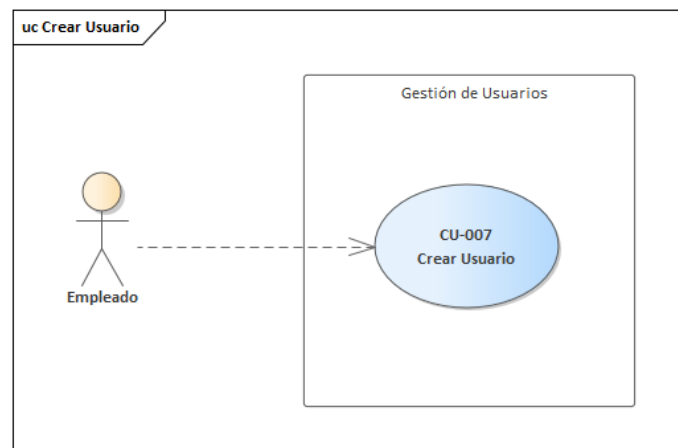 uc Crear Usuario
Gestión de Usuarios
CU-007
Crear Usuario
Empleado